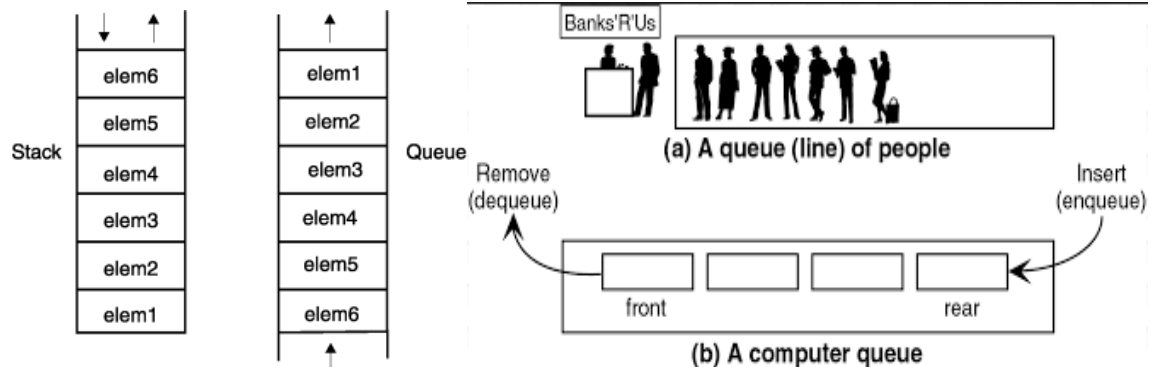 Stack
elem6
elem5
elem4
elem3
elem2
elem1
Queue
elem1
elem2
elem3
elem4
elem5
elem6
Banks'R'Us
(a) A queue (line) of people
Remove
(dequeue)
Insert
(enqueue)
front
rear
(b) A computer queue